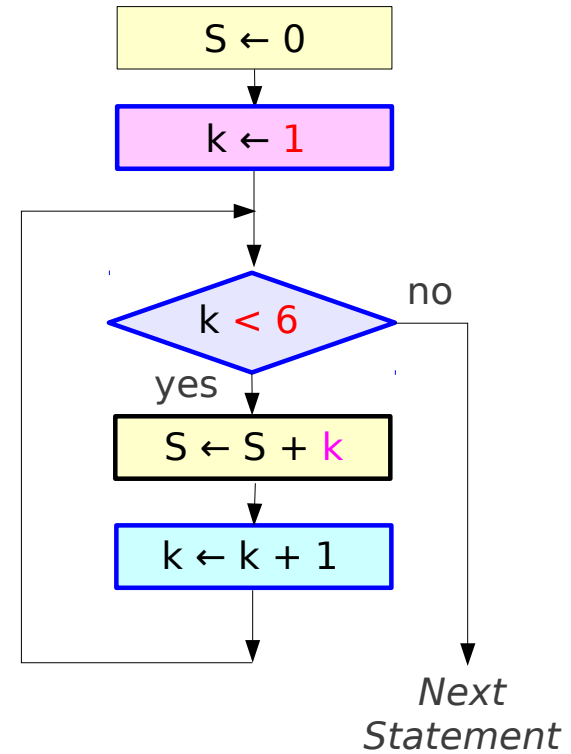 S ← 0
k ← 1
k < 6
no
yes
S ← S + k
k ← k + 1
Next
Statement